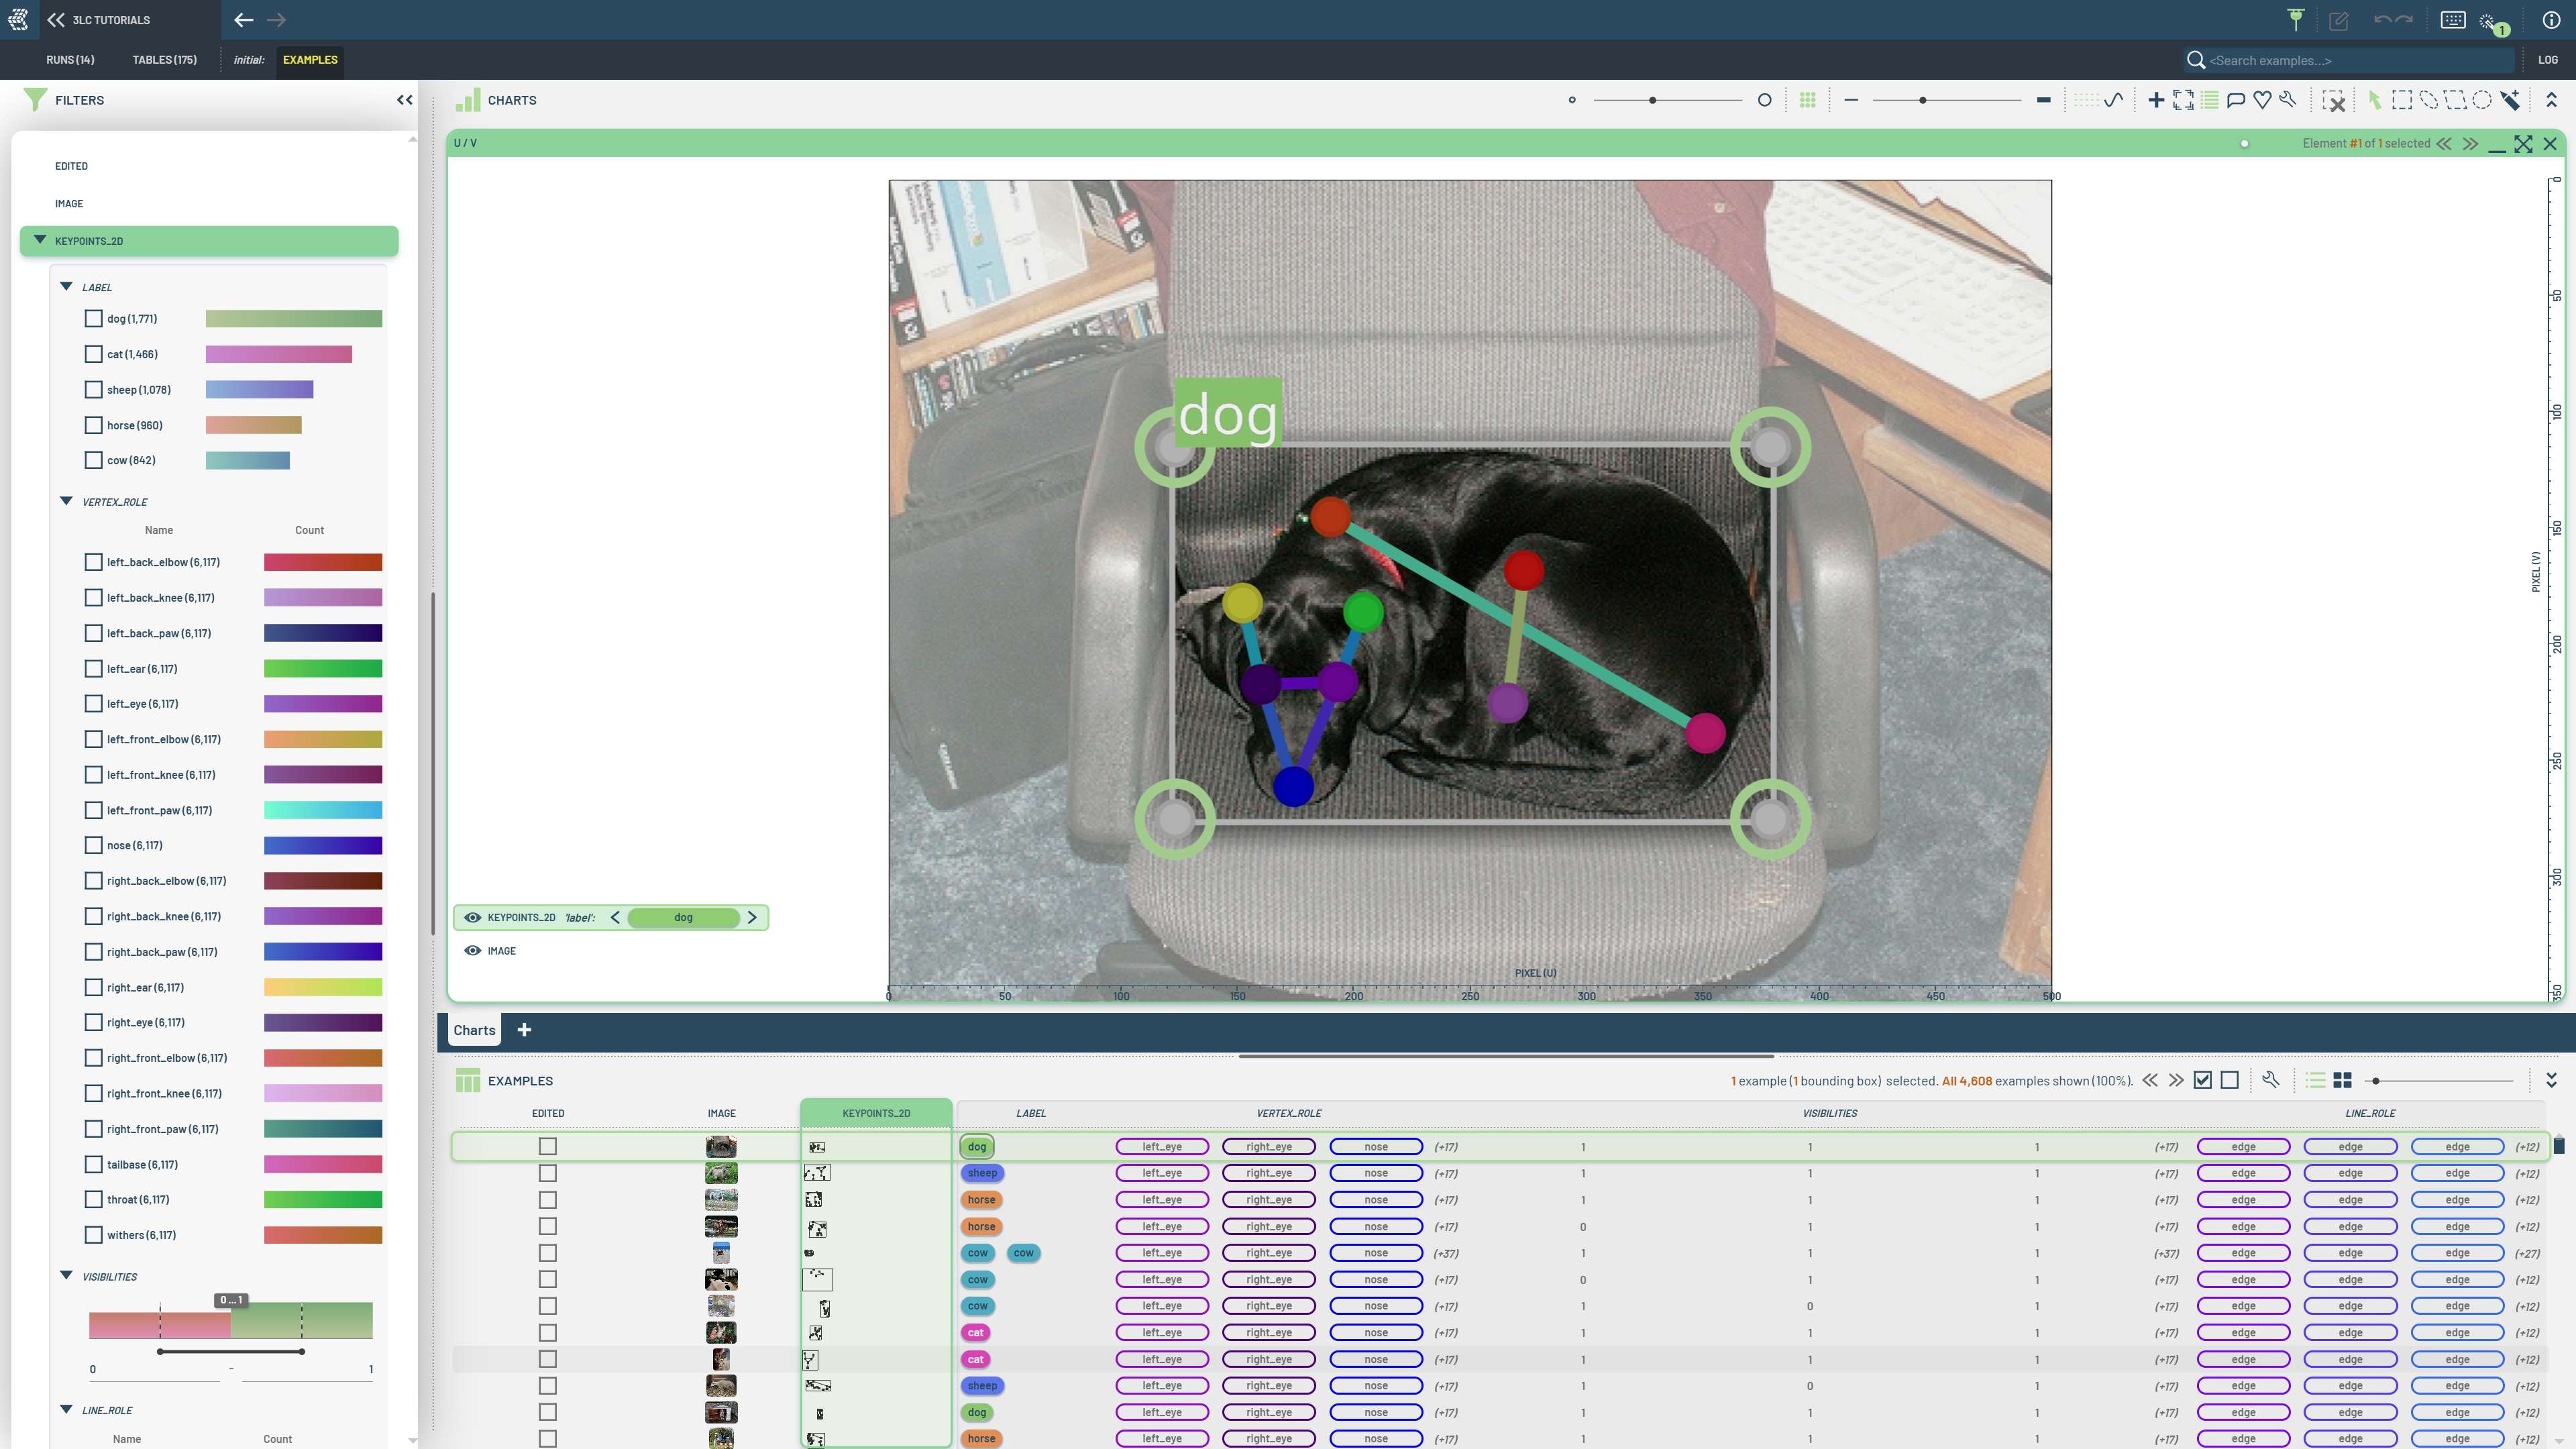 3LC TUTORIALS
1
RUNS (14) TABLES (175) initial: EXAMPLES <Search examples...> LOG
FILTERS
CHARTS
EDITED
IMAGE
KEYPOINTS_2D
LABEL
dog (1,771)
cat (1,466)
sheep (1,078)
horse (960)
cow (842)
VERTEX_ROLE
Name Count
left_back_elbow (6,117)
left_back_knee (6,117)
left_back_paw (6,117)
left_ear (6,117)
left_eye (6,117)
left_front_elbow (6,117)
left_front_knee (6,117)
left_front_paw (6,117)
nose (6,117)
right_back_elbow (6,117)
right_back_knee (6,117)
right_back_paw (6,117)
right_ear (6,117)
right_eye (6,117)
right_front_elbow (6,117)
right_front_knee (6,117)
right_front_paw (6,117)
tailbase (6,117)
throat (6,117)
withers (6,117)
VISIBILITIES
0 ... 1
0 - 1
LINE_ROLE
Name Count
U / V Element #1 of 1 selected
dog
0
50
100
150
200
250
300
350
PIXEL (V)
KEYPOINTS_2D 'label': dog
IMAGE
PIXEL (U)
0 50 100 150 200 250 300 350 400 450 500
Charts
EXAMPLES 1 example (1 bounding box) selected. All 4,608 examples shown (100%).
EDITED IMAGE KEYPOINTS_2D LABEL VERTEX_ROLE VISIBILITIES LINE_ROLE
dog left_eye right_eye nose (+17) 1 1 1 (+17) edge edge edge (+12)
sheep left_eye right_eye nose (+17) 1 1 1 (+17) edge edge edge (+12)
horse left_eye right_eye nose (+17) 1 1 1 (+17) edge edge edge (+12)
horse left_eye right_eye nose (+17) 0 1 1 (+17) edge edge edge (+12)
cow cow left_eye right_eye nose (+37) 1 1 1 (+37) edge edge edge (+27)
cow left_eye right_eye nose (+17) 0 1 1 (+17) edge edge edge (+12)
cow left_eye right_eye nose (+17) 1 0 1 (+17) edge edge edge (+12)
cat left_eye right_eye nose (+17) 1 1 1 (+17) edge edge edge (+12)
cat left_eye right_eye nose (+17) 1 1 1 (+17) edge edge edge (+12)
sheep left_eye right_eye nose (+17) 1 0 1 (+17) edge edge edge (+12)
dog left_eye right_eye nose (+17) 1 1 1 (+17) edge edge edge (+12)
horse left_eye right_eye nose (+17) 1 1 1 (+17) edge edge edge (+12)